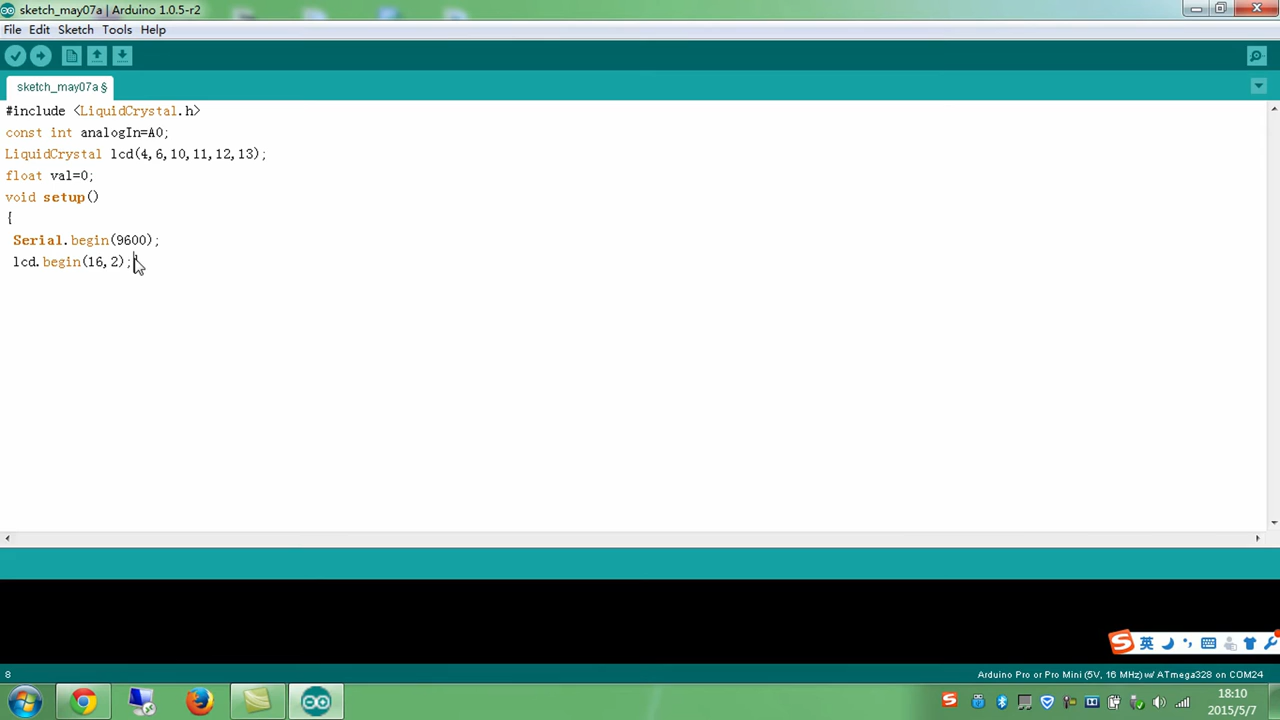 sketch_may07a | Arduino 1.0.5-r2
File Edit Sketch Tools Help
sketch_may07a §
#include <LiquidCrystal.h>
const int analogIn=A0;
LiquidCrystal lcd(4,6,10,11,12,13);
float val=0;
void setup()
{
Serial.begin(9600);
lcd.begin(16,2);
8
Arduino Pro or Pro Mini (5V, 16 MHz) w/ ATmega328 on COM24
英
18:10
2015/5/7